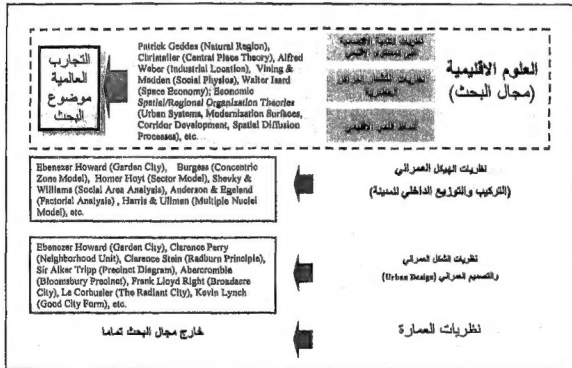 العلوم الاقليمية
(مجال البحث)
Patrick Geddes (Natural Region),
Christaller (Central Place Theory), Alfred
Weber (Industrial Location), Vining &
Madden (Social Physics), Walter Isard
(Space Economy); Economic
Spatial/Regional Organization Theories
(Urban Systems, Modernization Surfaces,
Corridor Development, Spatial Diffusion
Processes), etc.
التجارب
العالمية
موضوع
البحث
نظريات الهيكل العمراني
(التركيب والتوزيع الداخلي للمدينة)
Ebenezer Howard (Garden City), Burgess (Concentric
Zone Model), Homer Hoyt (Sector Model), Shevky &
Williams (Social Area Analysis), Anderson & Egeland
(Factorial Analysis) , Harris & Ullman (Multiple Nuclei
Model), etc.
نظريات الشكل العمراني
والتصميم العمراني (Urban Design)
Ebenezer Howard (Garden City), Clarence Perry
(Neighborhood Unit), Clarence Stein (Radburn Principle),
Sir Alker Tripp (Precinct Diagram), Abercrombie
(Bloomsbury Precinct), Frank Lloyd Right (Broadacre
City), Le Corbusier (The Radiant City), Kevin Lynch
(Good City Form), etc.
نظريات العمارة
خارج مجال البحث تماما